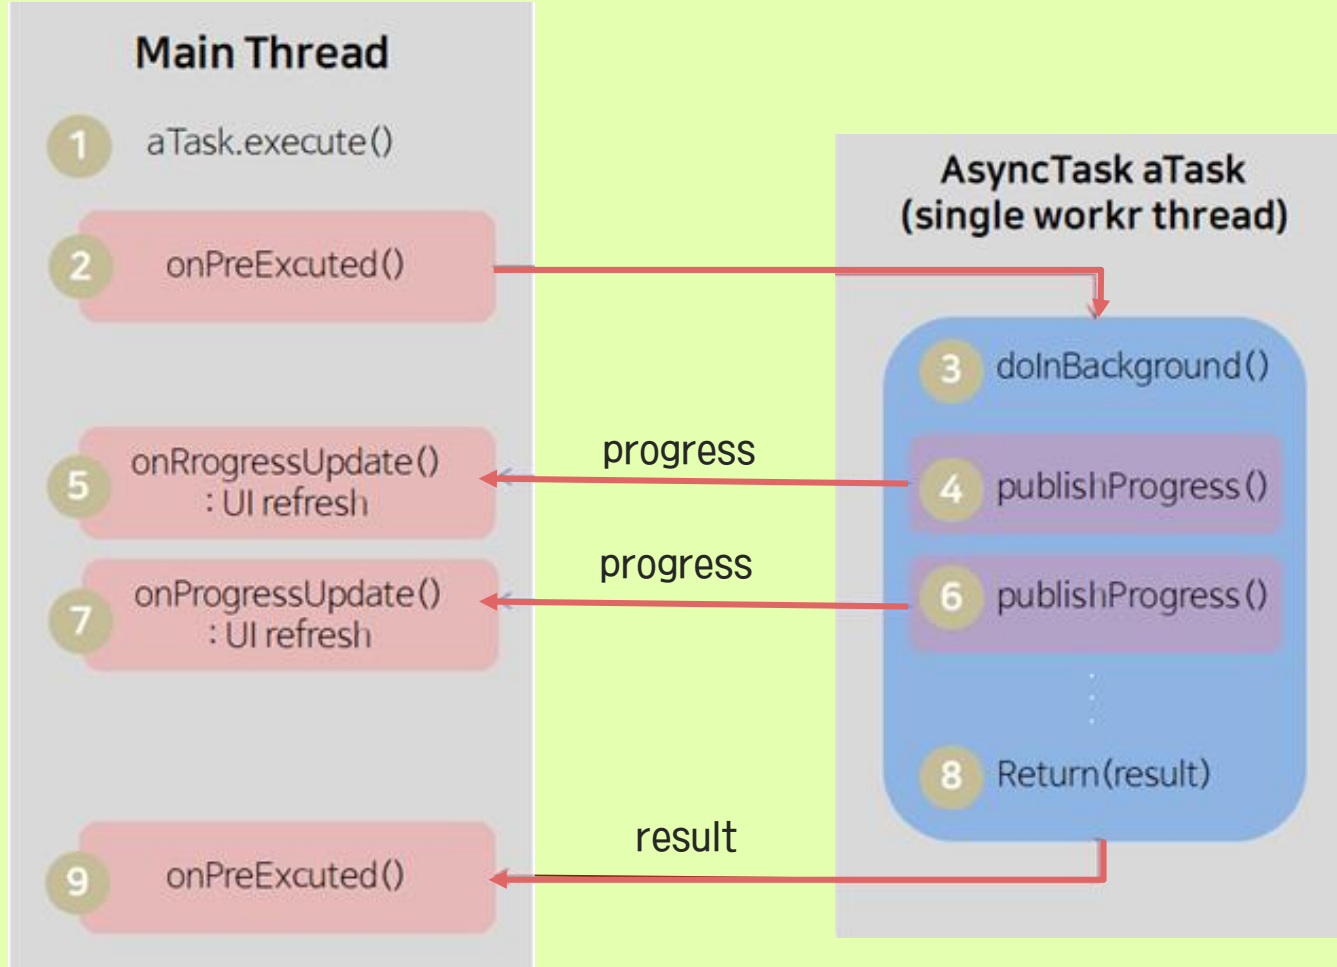 Main Thread
1 aTask.execute()
2 onPreExcuted()
5 onRrogressUpdate()
: UI refresh
7 onProgressUpdate()
: UI refresh
9 onPreExcuted()
progress
progress
result
AsyncTask aTask
(single workr thread)
3 doInBackground()
4 publishProgress()
6 publishProgress()
8 Return(result)